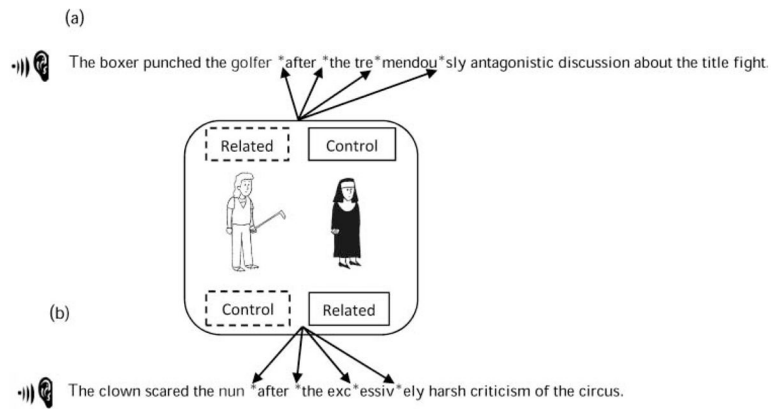 (a)
The boxer punched the golfer *after *the tre*mendou*sly antagonistic discussion about the title fight.
Related Control
Control Related
(b)
The clown scared the nun *after *the exc*essiv*ely harsh criticism of the circus.